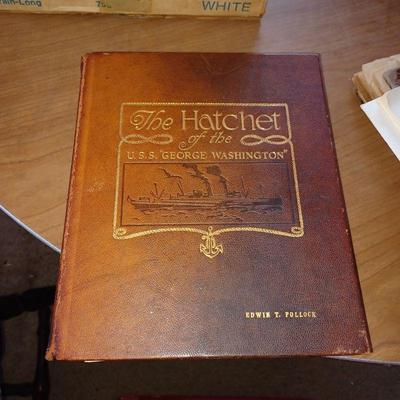 WHITE
The Hatchet
of the
U.S.S. "GEORGE WASHINGTON"
EDWIN T. POLLOCK